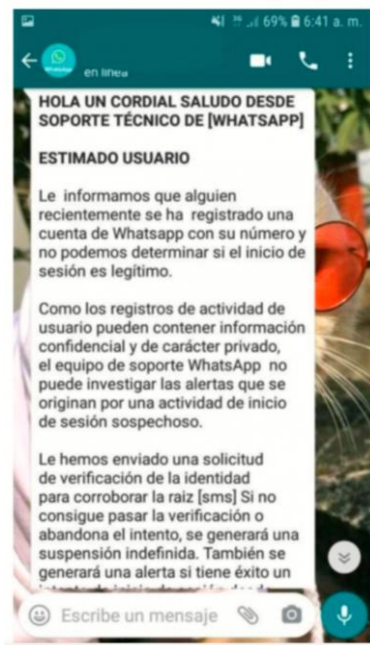 69% 6:41 a. m.
WhatsApp
en línea
HOLA UN CORDIAL SALUDO DESDE
SOPORTE TÉCNICO DE [WHATSAPP]
ESTIMADO USUARIO
Le informamos que alguien
recientemente se ha registrado una
cuenta de Whatsapp con su número y
no podemos determinar si el inicio de
sesión es legítimo.
Como los registros de actividad de
usuario pueden contener información
confidencial y de carácter privado,
el equipo de soporte WhatsApp no
puede investigar las alertas que se
originan por una actividad de inicio
de sesión sospechoso.
Le hemos enviado una solicitud
de verificación de la identidad
para corroborar la raiz [sms] Si no
consigue pasar la verificación o
abandona el intento, se generará una
suspensión indefinida. También se
generará una alerta si tiene éxito un
Escribe un mensaje